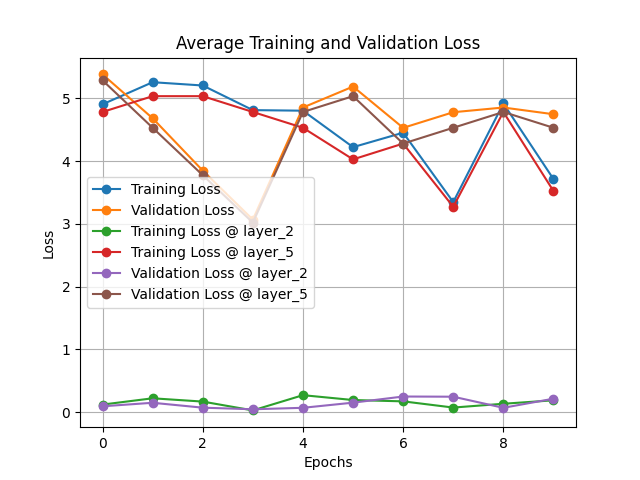 Average Training and Validation Loss
5
4
3
2
1
0
Loss
Training Loss
Validation Loss
Training Loss @ layer_2
Training Loss @ layer_5
Validation Loss @ layer_2
Validation Loss @ layer_5
0 2 4 6 8
Epochs